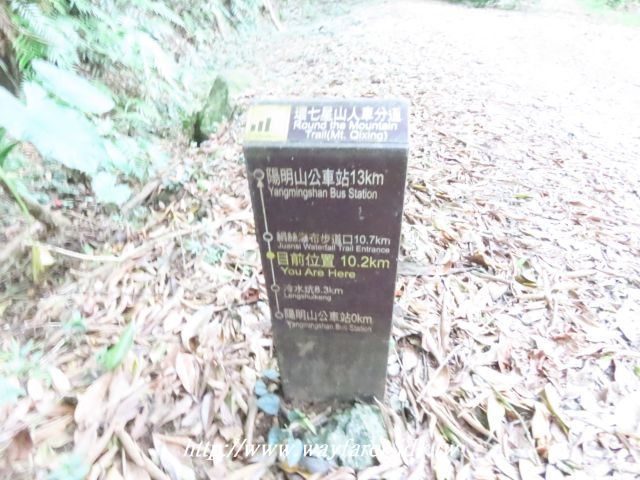 環七星山人車分道
Round the Mountain
Trail(Mt. Qixing)
陽明山公車站13km
Yangmingshan Bus Station
絹絲瀑布步道口10.7km
Juansi Waterfall Trail Entrance
目前位置 10.2km
You Are Here
冷水坑8.3km
Lengshuikeng
陽明山公車站0km
Yangmingshan Bus Station